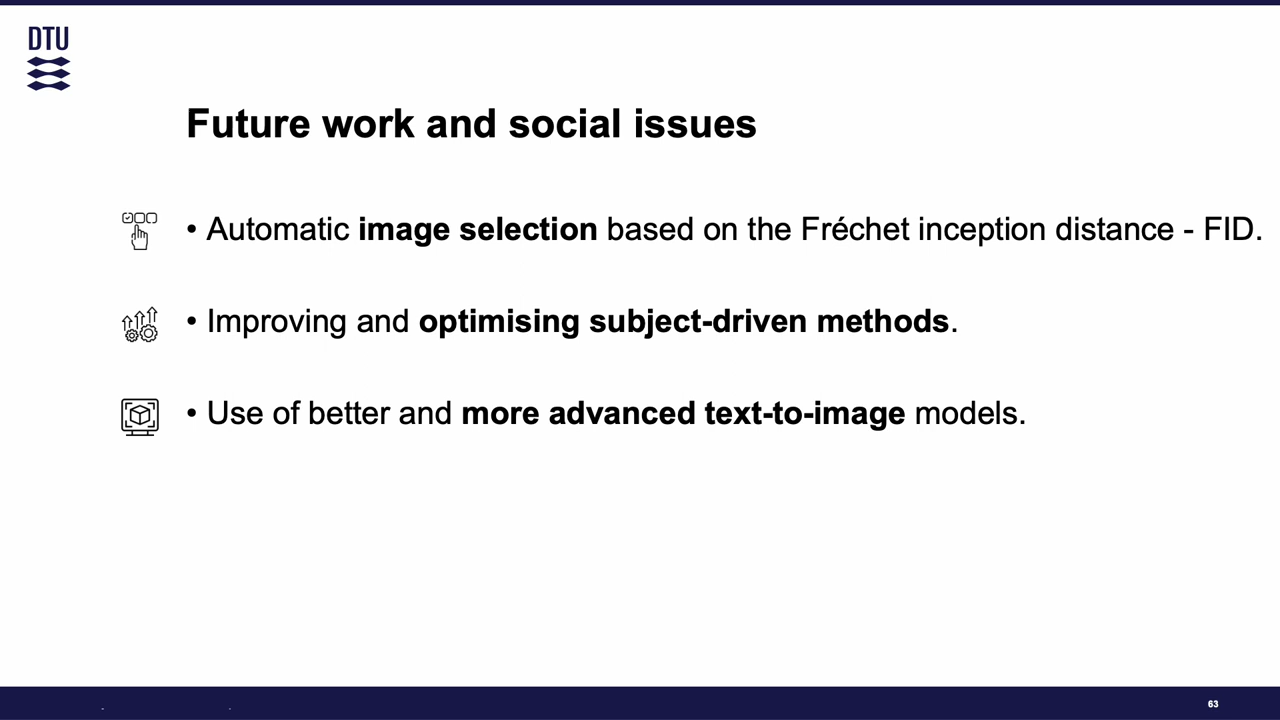 DTU
Future work and social issues
• Automatic image selection based on the Fréchet inception distance - FID.
• Improving and optimising subject-driven methods.
• Use of better and more advanced text-to-image models.
63